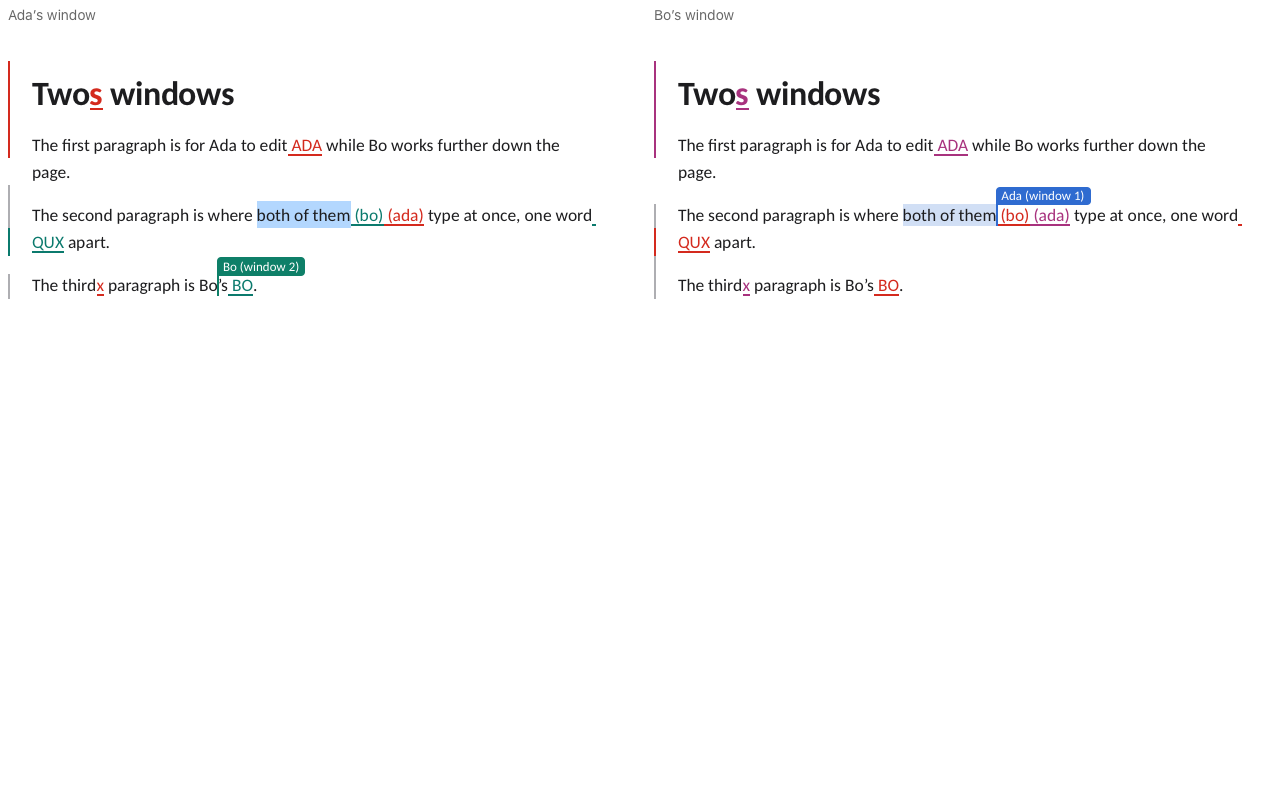 Ada's window
Twos windows
The first paragraph is for Ada to edit ADA while Bo works further down the
page.
The second paragraph is where both of them (bo) (ada) type at once, one word
QUX apart.
Bo (window 2)
The thirdx paragraph is Bo’s BO.
Bo's window
Twos windows
The first paragraph is for Ada to edit ADA while Bo works further down the
page.
Ada (window 1)
The second paragraph is where both of them (bo) (ada) type at once, one word
QUX apart.
The thirdx paragraph is Bo’s BO.